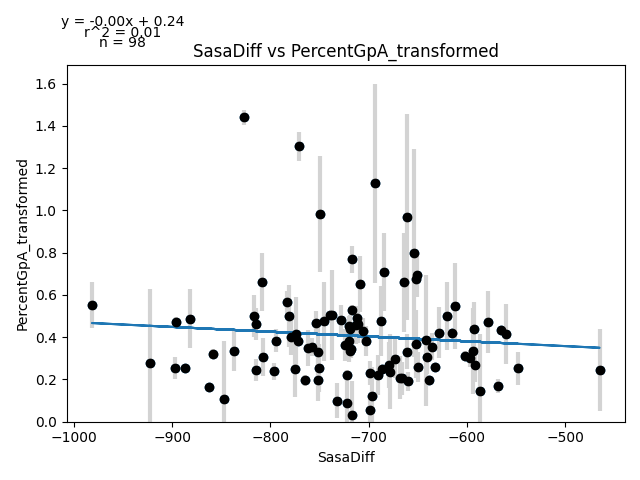 y = -0.00x + 0.24
r^2 = 0.01
n = 98
SasaDiff vs PercentGpA_transformed
PercentGpA_transformed
1.6
1.4
1.2
1.0
0.8
0.6
0.4
0.2
0.0
−1000 −900 −800 −700 −600 −500
SasaDiff